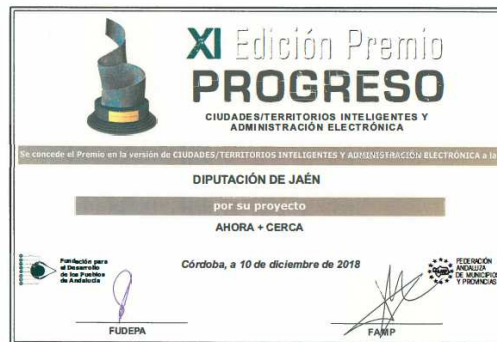 XI Edición Premio
PROGRESO
CIUDADES/TERRITORIOS INTELIGENTES Y
ADMINISTRACIÓN ELECTRÓNICA
Se concede el Premio en la versión de CIUDADES/TERRITORIOS INTELIGENTES Y ADMINISTRACIÓN ELECTRÓNICA a la
DIPUTACIÓN DE JAÉN
por su proyecto
AHORA + CERCA
Córdoba, a 10 de diciembre de 2018
Fundación para
el Desarrollo
de los Pueblos
de Andalucía
FEDERACIÓN
ANDALUZA
DE MUNICIPIOS
Y PROVINCIAS
FUDEPA
FAMP